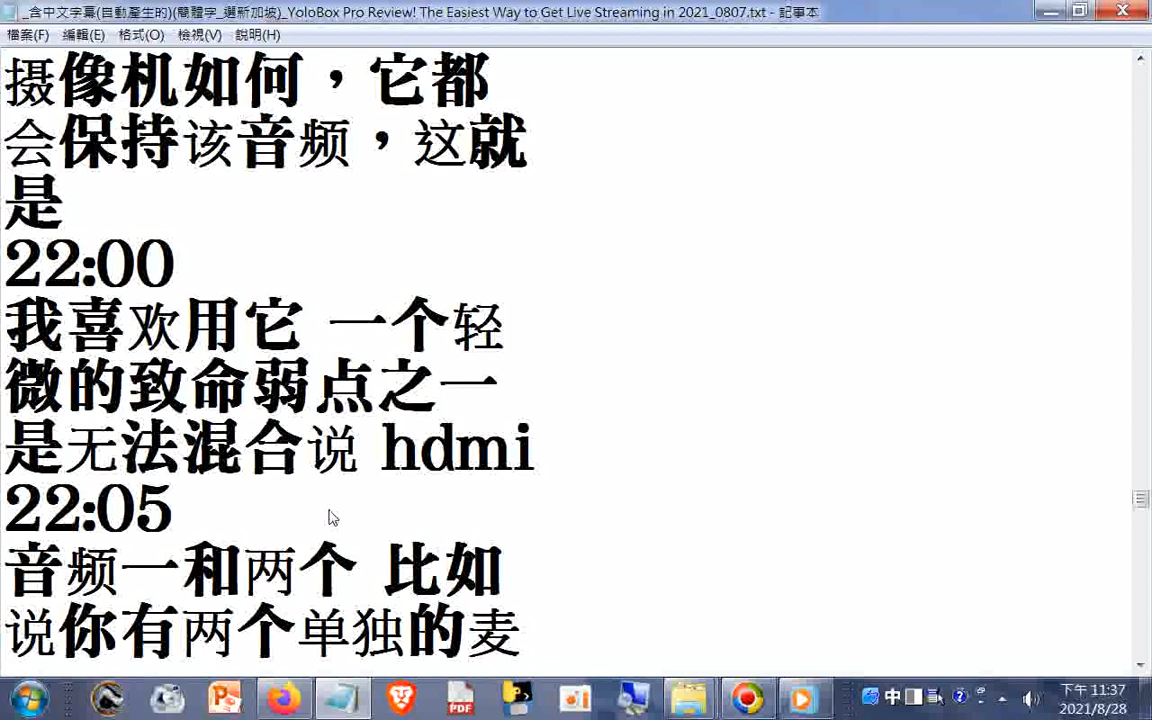 _含中文字幕(自動產生的)(簡體字_選新加坡)_YoloBox Pro Review! The Easiest Way to Get Live Streaming in 2021_0807.txt - 記事本
檔案(F) 編輯(E) 格式(O) 檢視(V) 說明(H)
摄像机如何，它都
会保持该音频，这就
是
22:00
我喜欢用它 一个轻
微的致命弱点之一
是无法混合说 hdmi
22:05
音频一和两个 比如
说你有两个单独的麦
中
PDF
下午 11:37
2021/8/28